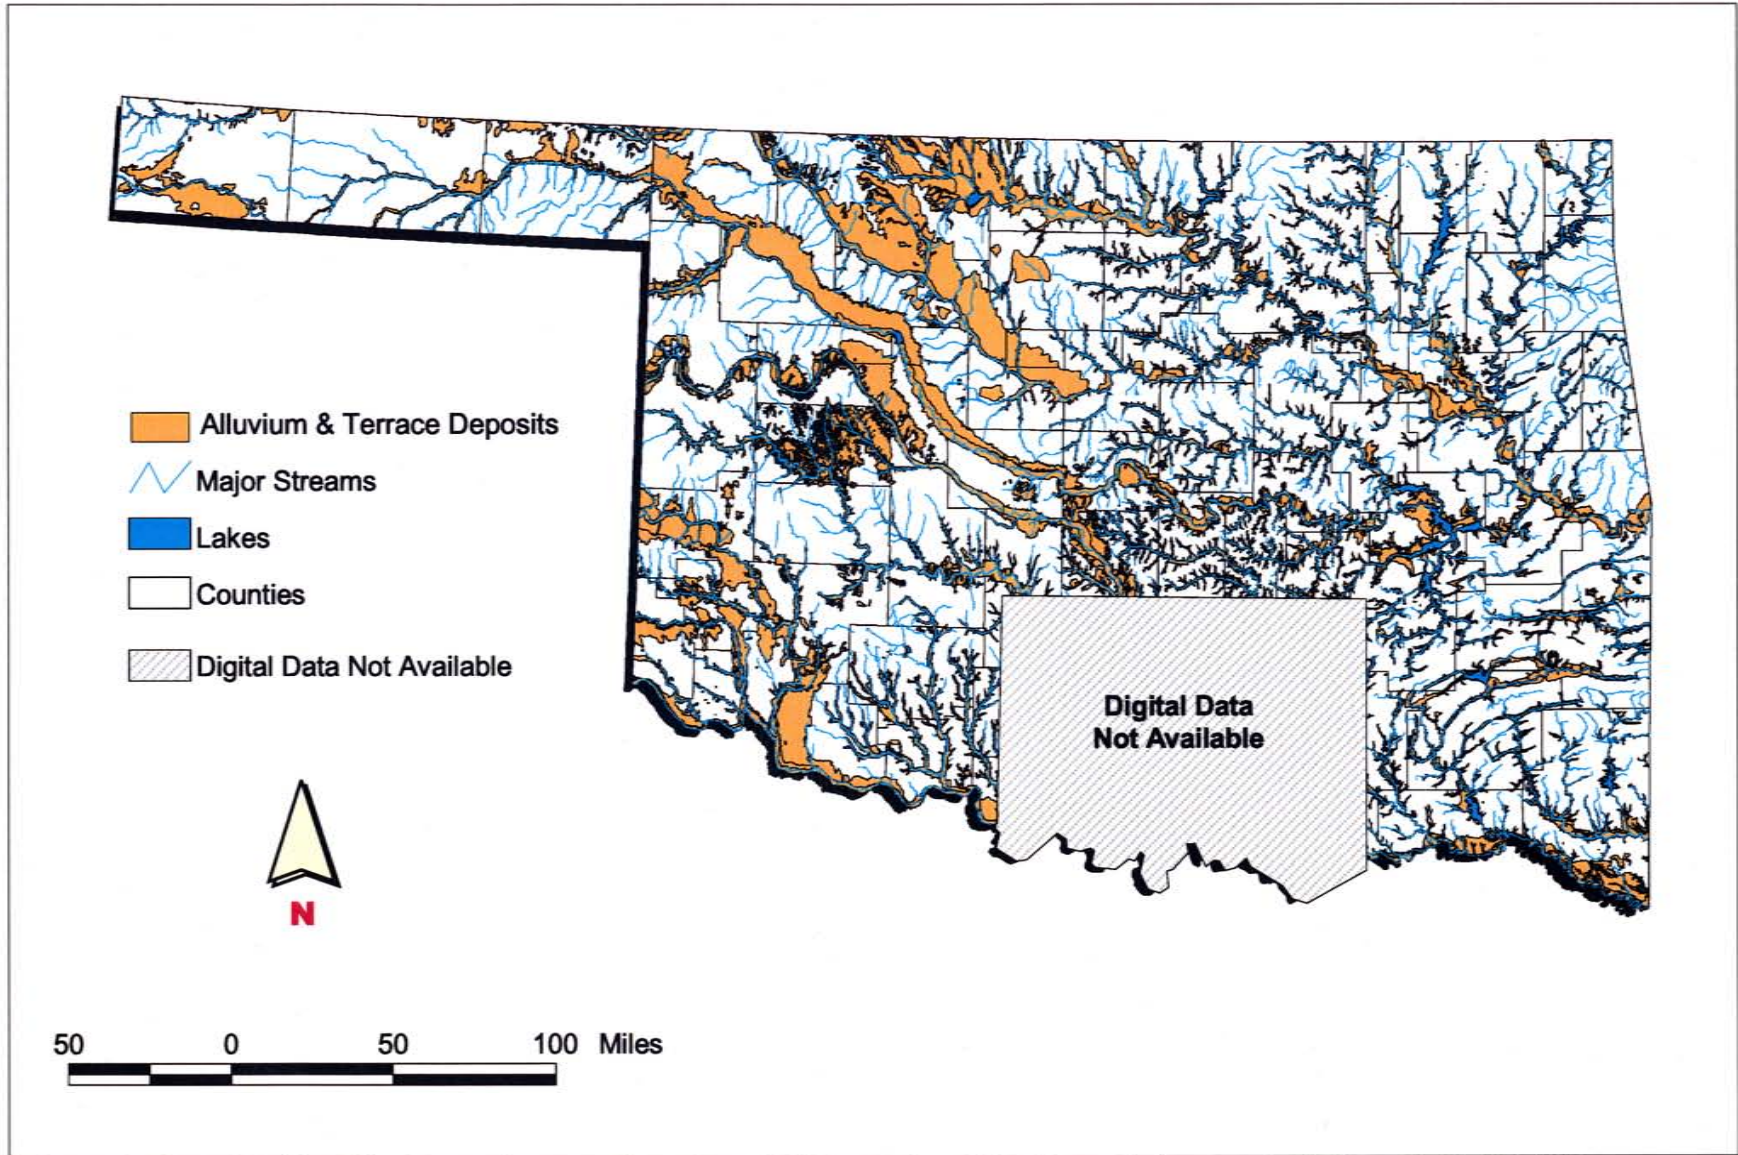 Alluvium & Terrace Deposits
Major Streams
Lakes
Counties
Digital Data Not Available
Digital Data
Not Available
N
50 0 50 100 Miles